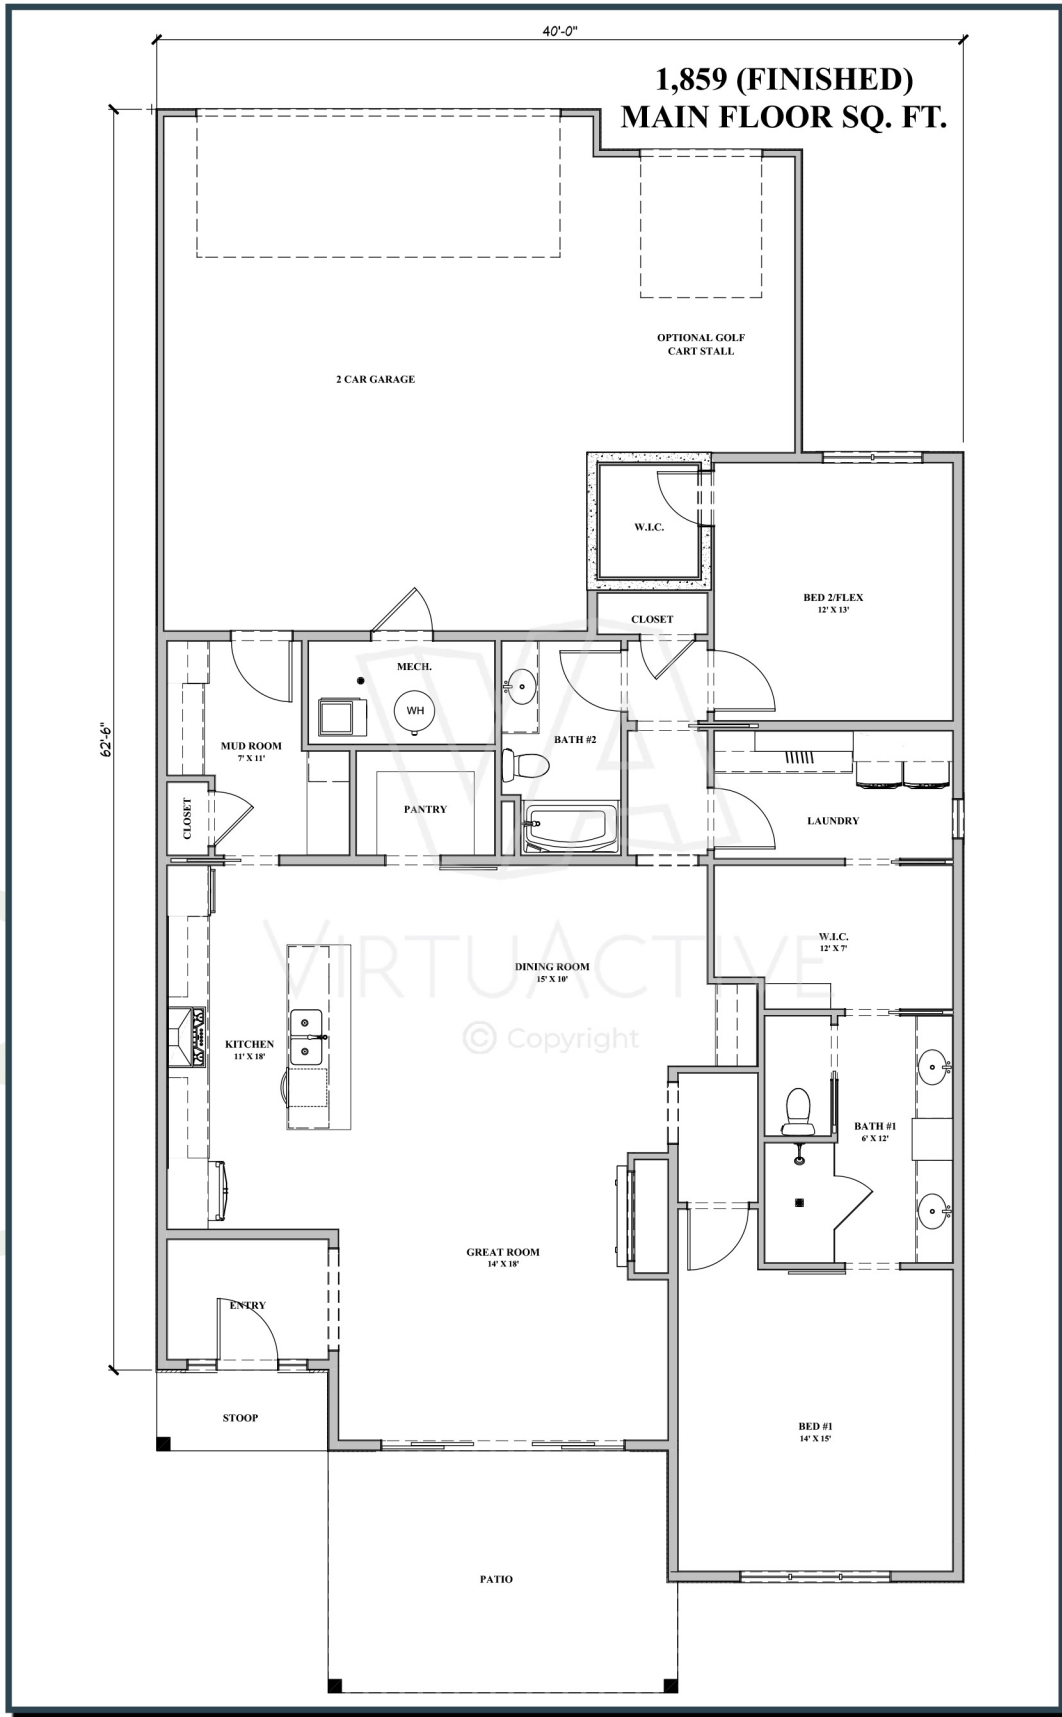 40'-0"
1,859 (FINISHED)
MAIN FLOOR SQ. FT.
OPTIONAL GOLF
CART STALL
2 CAR GARAGE
W.I.C.
BED 2/FLEX
12' X 13'
CLOSET
MECH.
WH
62'-6"
MUD ROOM
7' X 11'
BATH #2
PANTRY
CLOSET
LAUNDRY
W.I.C.
12' X 7'
VIRTUACTIVE
DINING ROOM
15' X 10'
© Copyright
KITCHEN
11' X 18'
BATH #1
6' X 12'
GREAT ROOM
14' X 18'
ENTRY
STOOP
BED #1
14' X 15'
PATIO